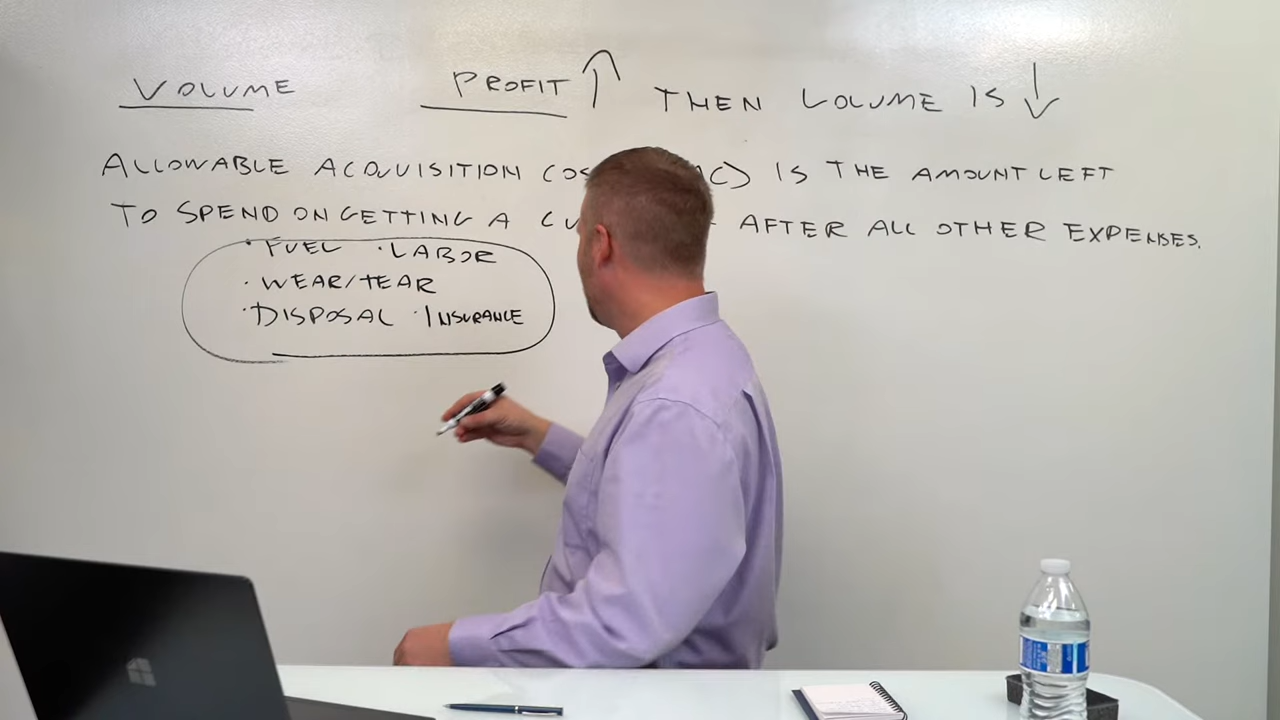 VOLUME PROFIT ↑ THEN VOLUME IS ↓
ALLOWABLE ACQUISITION IS THE AMOUNT LEFT
TO SPEND ON GETTING A AFTER ALL OTHER EXPENSES.
• FUEL • LABOR
• WEAR/TEAR
• DISPOSAL • INSURANCE